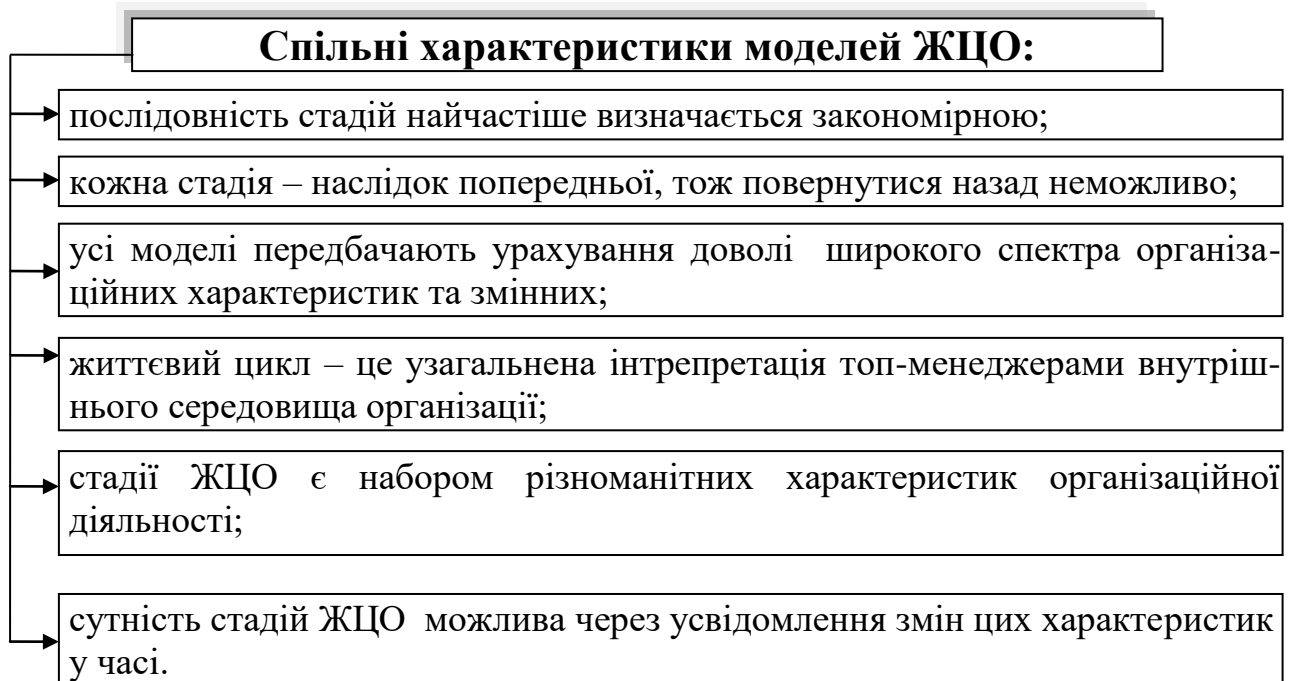 Спільні характеристики моделей ЖЦО:
послідовність стадій найчастіше визначається закономірною;
кожна стадія – наслідок попередньої, тож повернутися назад неможливо;
усі моделі передбачають урахування доволі широкого спектра організа-
ційних характеристик та змінних;
життєвий цикл – це узагальнена інтрепретація топ-менеджерами внутріш-
нього середовища організації;
стадії ЖЦО є набором різноманітних характеристик організаційної
діяльності;
сутність стадій ЖЦО можлива через усвідомлення змін цих характеристик
у часі.